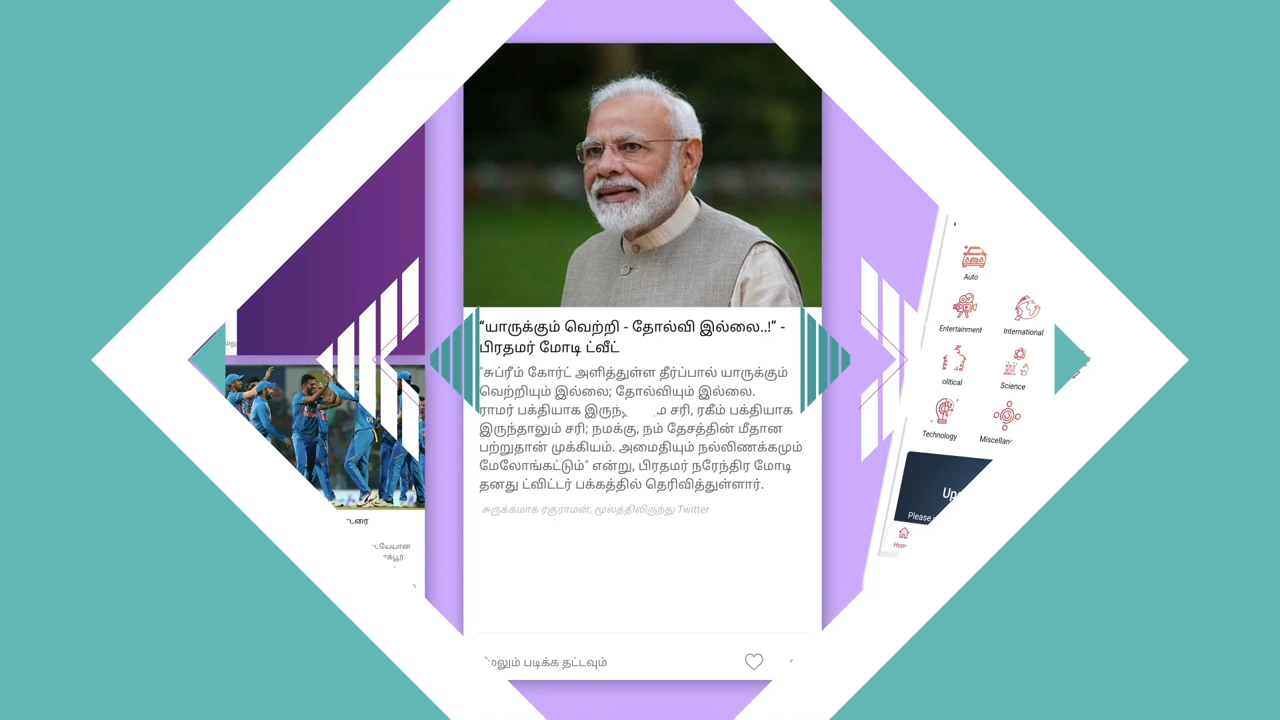 “யாருக்கும் வெற்றி - தோல்வி இல்லை..!” -
பிரதமர் மோடி ட்வீட்
"சுப்ரீம் கோர்ட் அளித்துள்ள தீர்ப்பால் யாருக்கும்
வெற்றியும் இல்லை; தோல்வியும் இல்லை.
ராமர் பக்தியாக சரி, ரகீம் பக்தியாக
இருந்தாலும் சரி; நமக்கு, நம் தேசத்தின் மீதான
பற்றுதான் முக்கியம். அமைதியும் நல்லிணக்கமும்
மேலோங்கட்டும்" என்று, பிரதமர் நரேந்திர மோடி
தனது ட்விட்டர் பக்கத்தில் தெரிவித்துள்ளார்.
சுருக்கமாக ரகுராமன், மூலத்திலிருந்து Twitter
படிக்க தட்டவும்
Auto
Entertainment
International
Science
Technology
Please